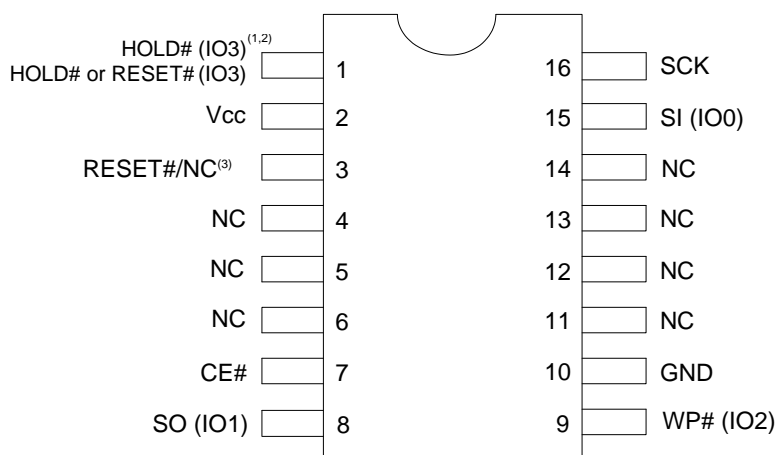 HOLD# (IO3)(1,2)
HOLD# or RESET# (IO3)
1
16
SCK
Vcc
2
15
SI (IO0)
RESET#/NC(3)
3
14
NC
NC
4
13
NC
NC
5
12
NC
NC
6
11
NC
CE#
7
10
GND
SO (IO1)
8
9
WP# (IO2)